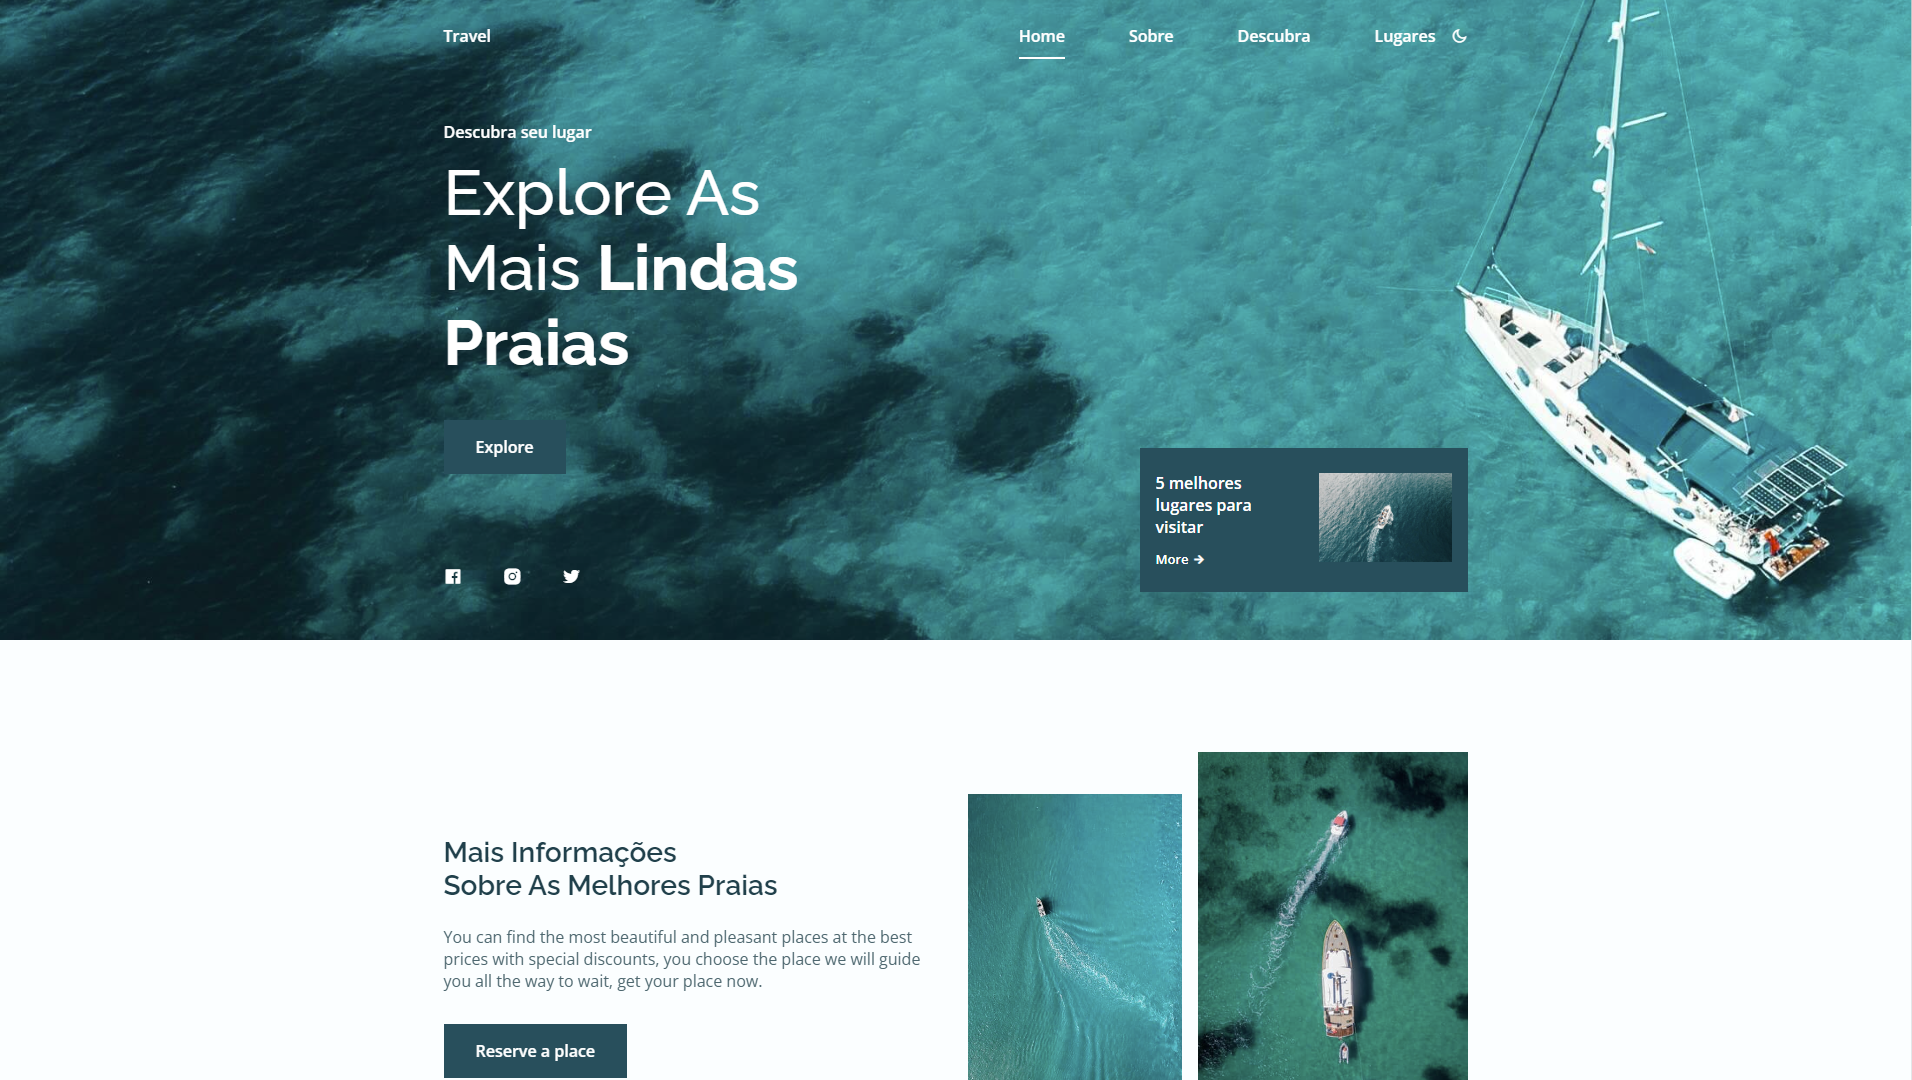 Travel
Home
Sobre
Descubra
Lugares
Descubra seu lugar
Explore As
Mais Lindas
Praias
Explore
5 melhores
lugares para
visitar
More
Mais Informações
Sobre As Melhores Praias
You can find the most beautiful and pleasant places at the best
prices with special discounts, you choose the place we will guide
you all the way to wait, get your place now.
Reserve a place